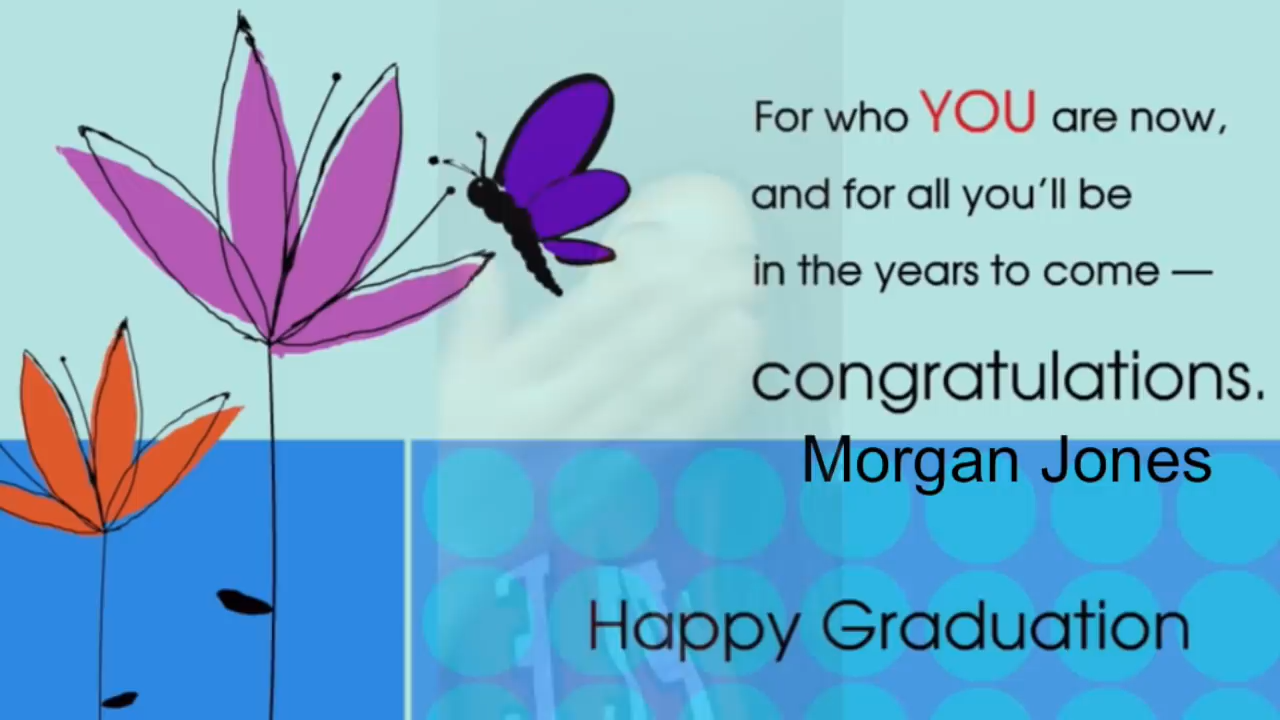 For who YOU are now,
and for all you'll be
in the years to come —
congratulations.
Morgan Jones
Happy Graduation